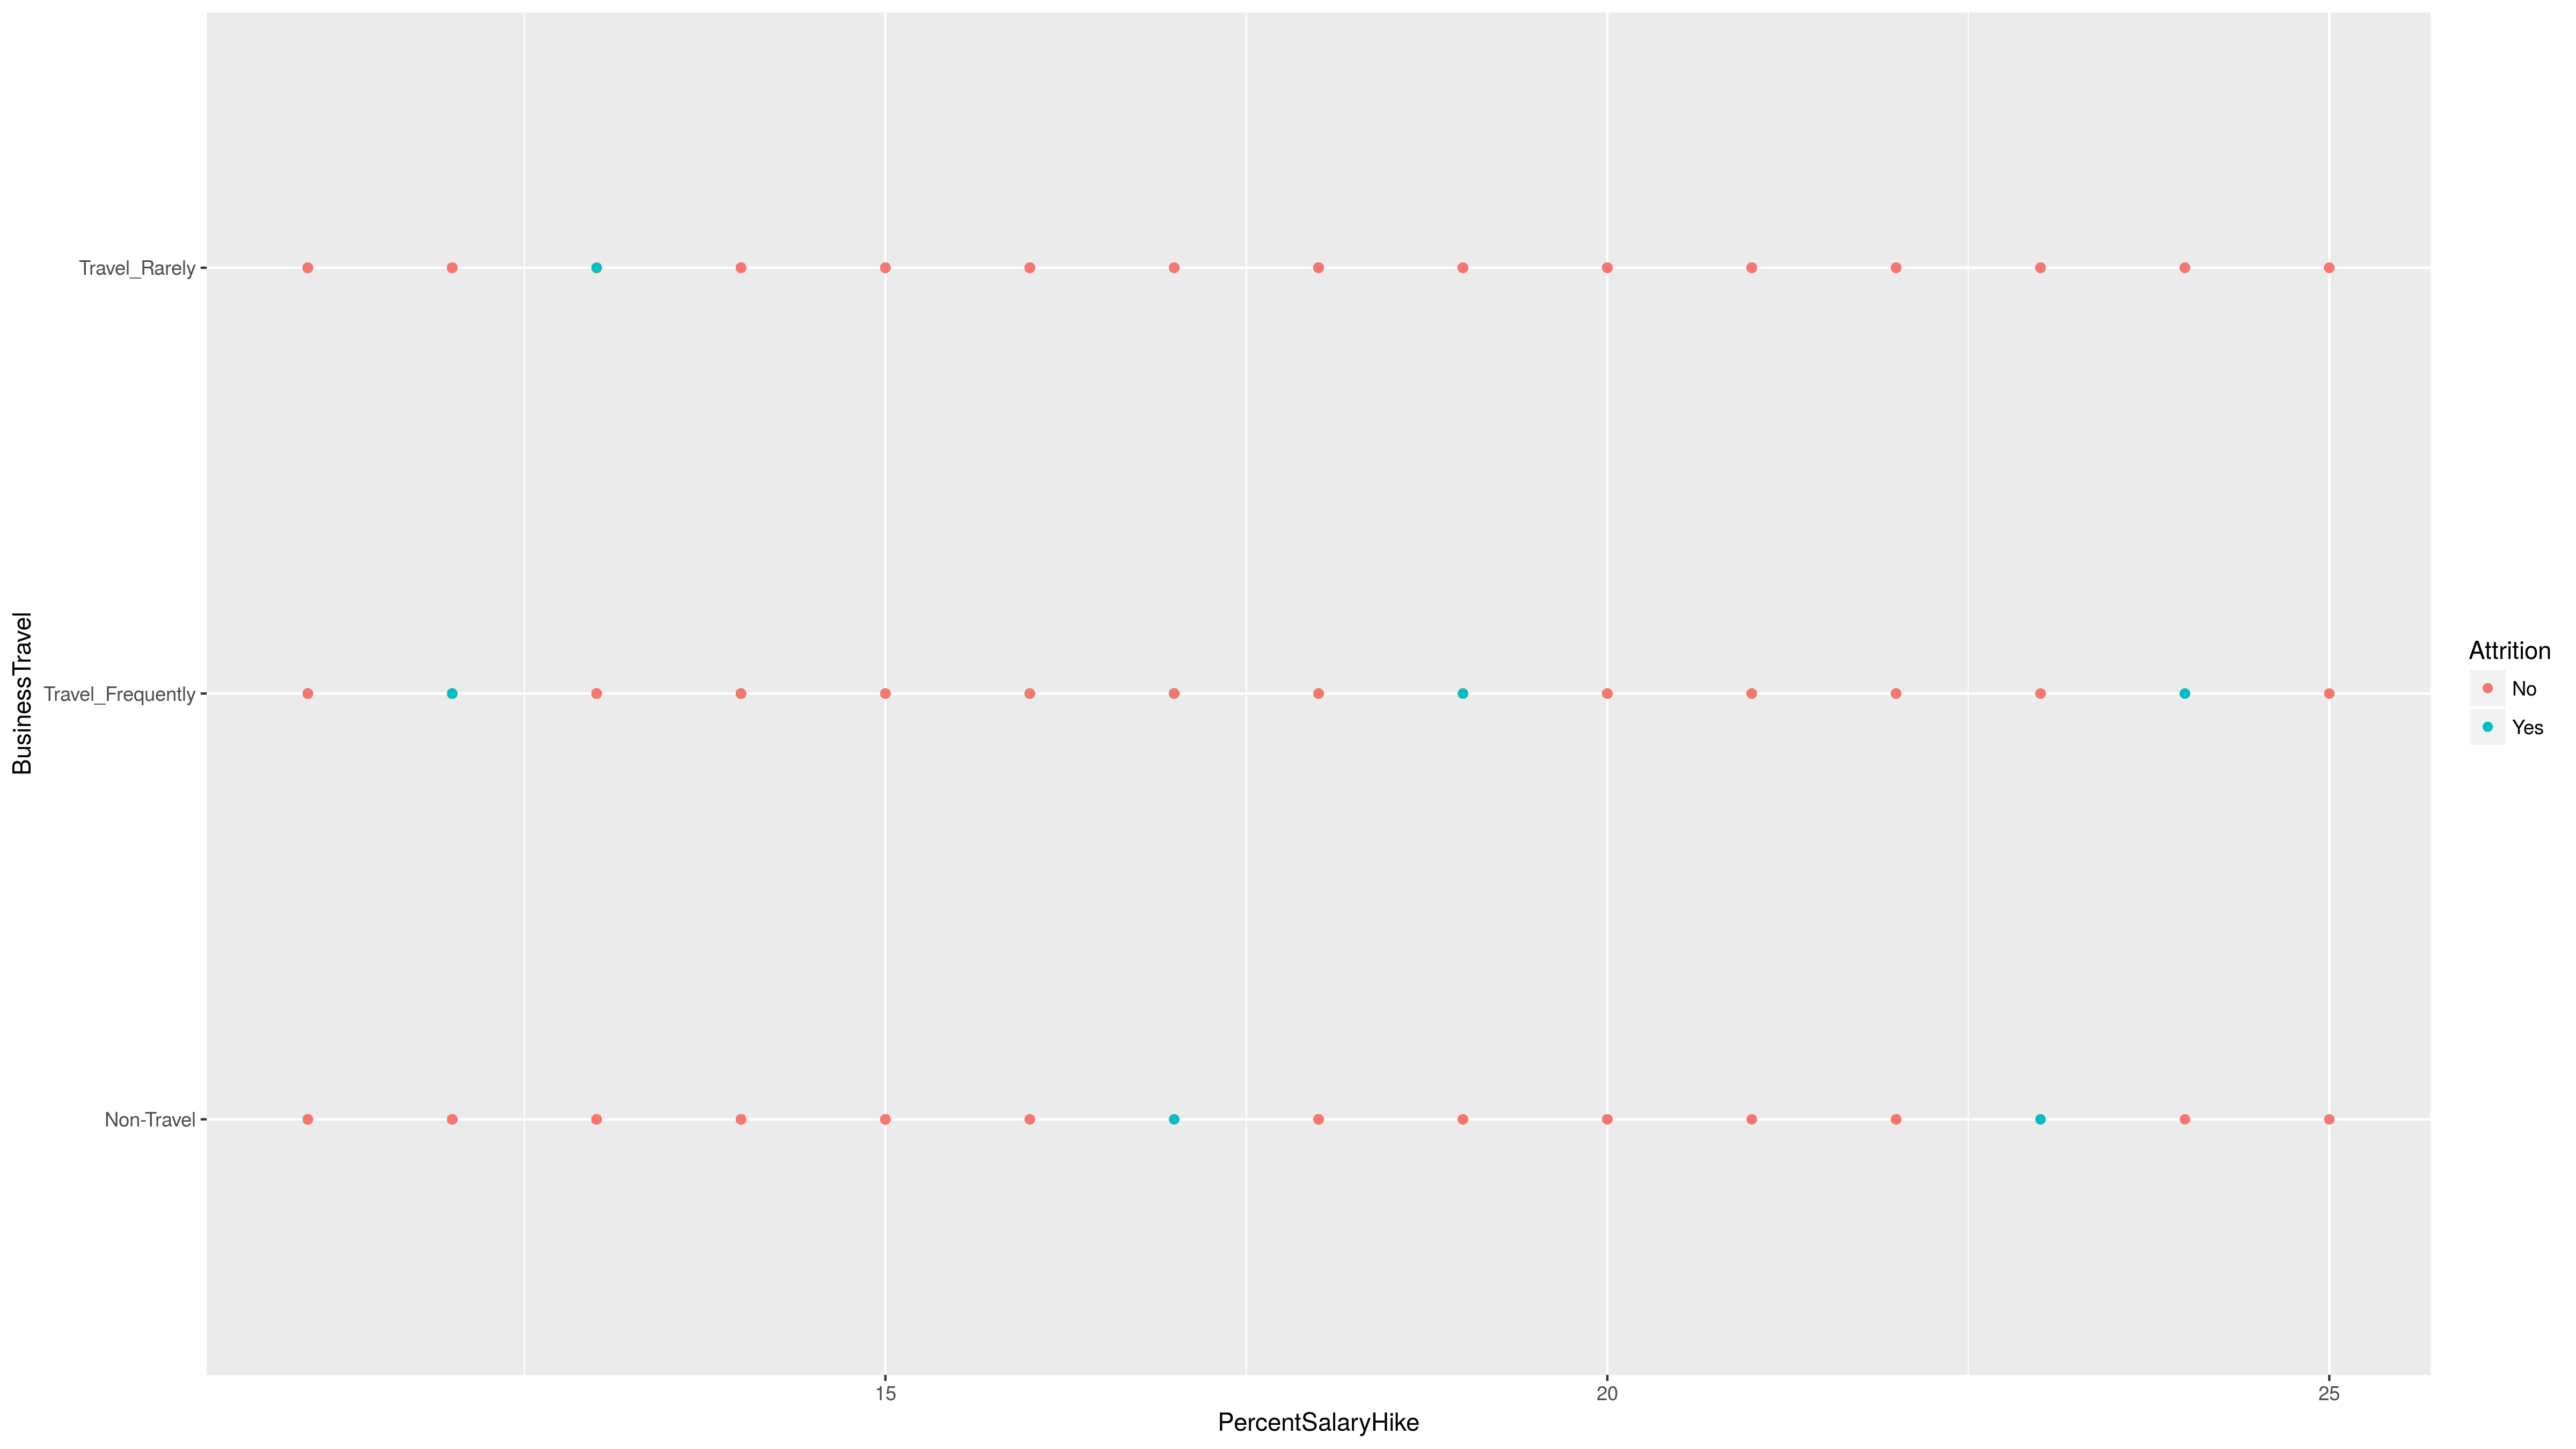 Travel_Rarely
Travel_Frequently
Non-Travel
BusinessTravel
15
20
25
PercentSalaryHike
Attrition
No
Yes